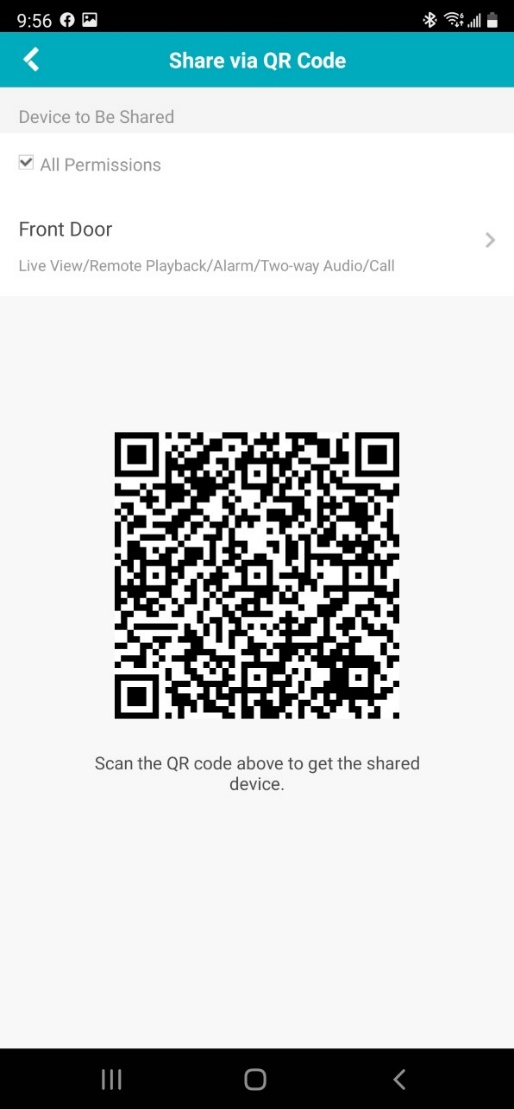 9:56
Share via QR Code
Device to Be Shared
All Permissions
Front Door
Live View/Remote Playback/Alarm/Two-way Audio/Call
Scan the QR code above to get the shared
device.